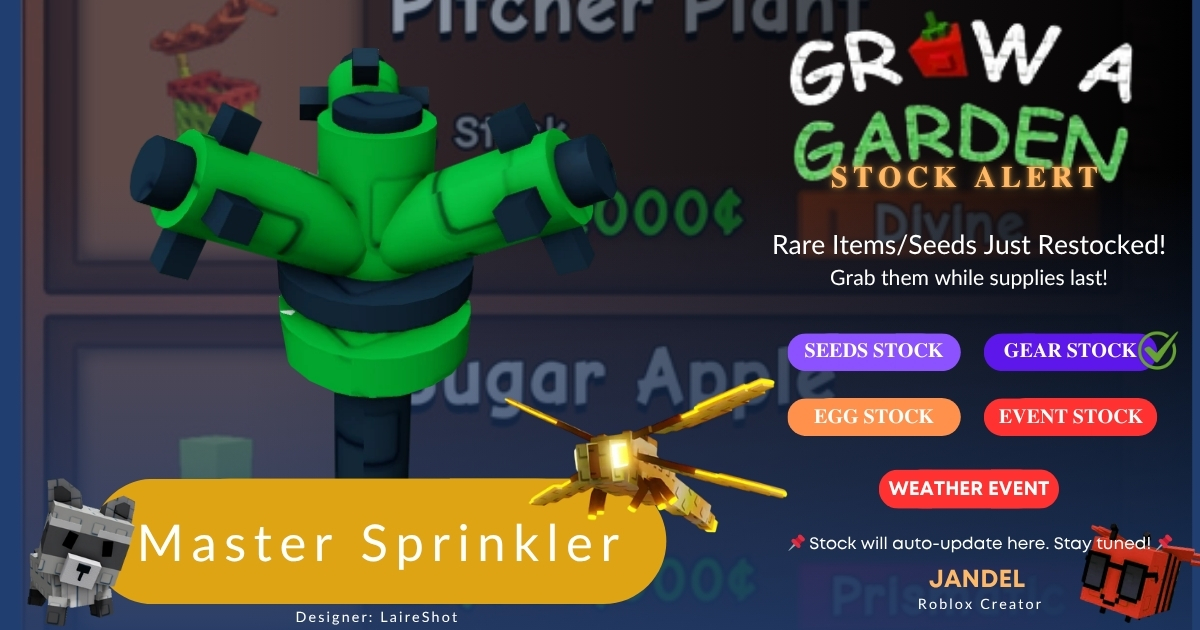 Pitcher Plant
Stock
000¢
Divine
Sugar Apple
000¢
Prismatic
GROW A
GARDEN
STOCK ALERT
Rare Items/Seeds Just Restocked!
Grab them while supplies last!
SEEDS STOCK
GEAR STOCK
EGG STOCK
EVENT STOCK
WEATHER EVENT
Stock will auto-update here. Stay tuned!
JANDEL
Roblox Creator
Master Sprinkler
Designer: LaireShot